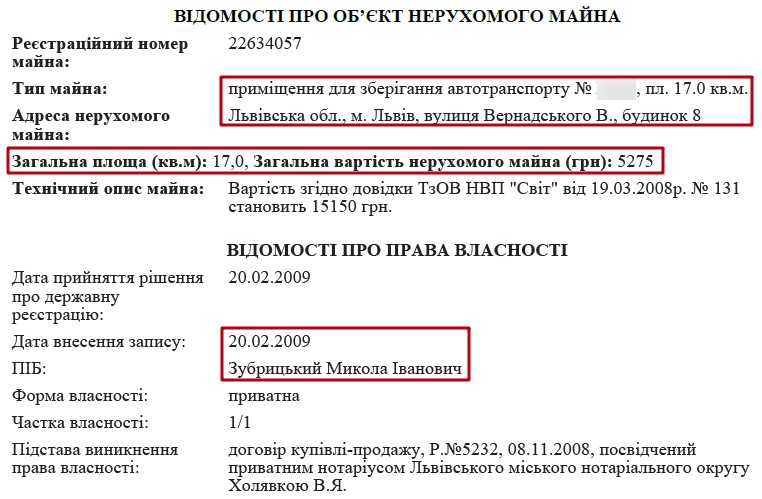 ВІДОМОСТІ ПРО ОБ’ЄКТ НЕРУХОМОГО МАЙНА
Реєстраційний номер майна: 22634057
Тип майна: приміщення для зберігання автотранспорту № , пл. 17.0 кв.м.
Адреса нерухомого майна: Львівська обл., м. Львів, вулиця Вернадського В., будинок 8
Загальна площа (кв.м): 17,0, Загальна вартість нерухомого майна (грн): 5275
Технічний опис майна: Вартість згідно довідки ТзОВ НВП "Світ" від 19.03.2008р. № 131
становить 15150 грн.
ВІДОМОСТІ ПРО ПРАВА ВЛАСНОСТІ
Дата прийняття рішення про державну реєстрацію: 20.02.2009
Дата внесення запису: 20.02.2009
ПІБ: Зубрицький Микола Іванович
Форма власності: приватна
Частка власності: 1/1
Підстава виникнення права власності: договір купівлі-продажу, Р.№5232, 08.11.2008, посвідчений
приватним нотаріусом Львівського міського нотаріального округу
Холявкою В.Я.